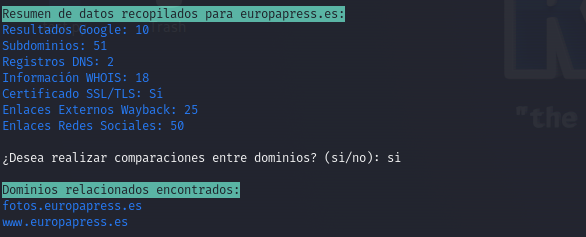 Resumen de datos recopilados para europapress.es:
Resultados Google: 10
Subdominios: 51
Registros DNS: 2
Información WHOIS: 18
Certificado SSL/TLS: Sí
Enlaces Externos Wayback: 25
Enlaces Redes Sociales: 50
¿Desea realizar comparaciones entre dominios? (si/no): si
Dominios relacionados encontrados:
fotos.europapress.es
www.europapress.es
"the